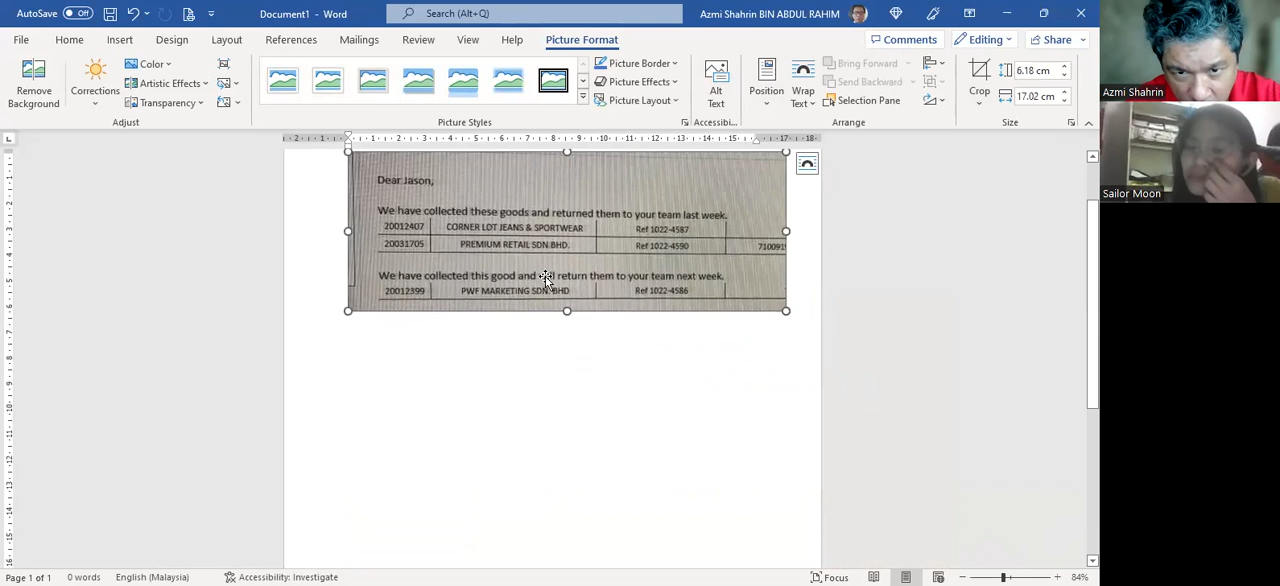 AutoSave Off Document1 - Word Search (Alt+Q) Azmi Shahrin BIN ABDUL RAHIM
File Home Insert Design Layout References Mailings Review View Help Picture Format Comments Editing Share
Remove Background
Corrections
Color
Artistic Effects
Transparency
Adjust
Picture Styles
Picture Border
Picture Effects
Picture Layout
Alt Text
Accessibili...
Position
Wrap Text
Bring Forward
Send Backward
Selection Pane
Arrange
Crop
6.18 cm
17.02 cm
Size
Azmi Shahrin
Sailor Moon
Dear Jason,
We have collected these goods and returned them to your team last week.
20012407 CORNER LOT JEANS & SPORTWEAR Ref 1022-4587
20031705 PREMIUM RETAIL SDN BHD. Ref 1022-4590 710091
We have collected this good and return them to your team next week.
20012399 PWF MARKETING SDN BHD Ref 1022-4586
Page 1 of 1 0 words English (Malaysia) Accessibility: Investigate Focus 84%